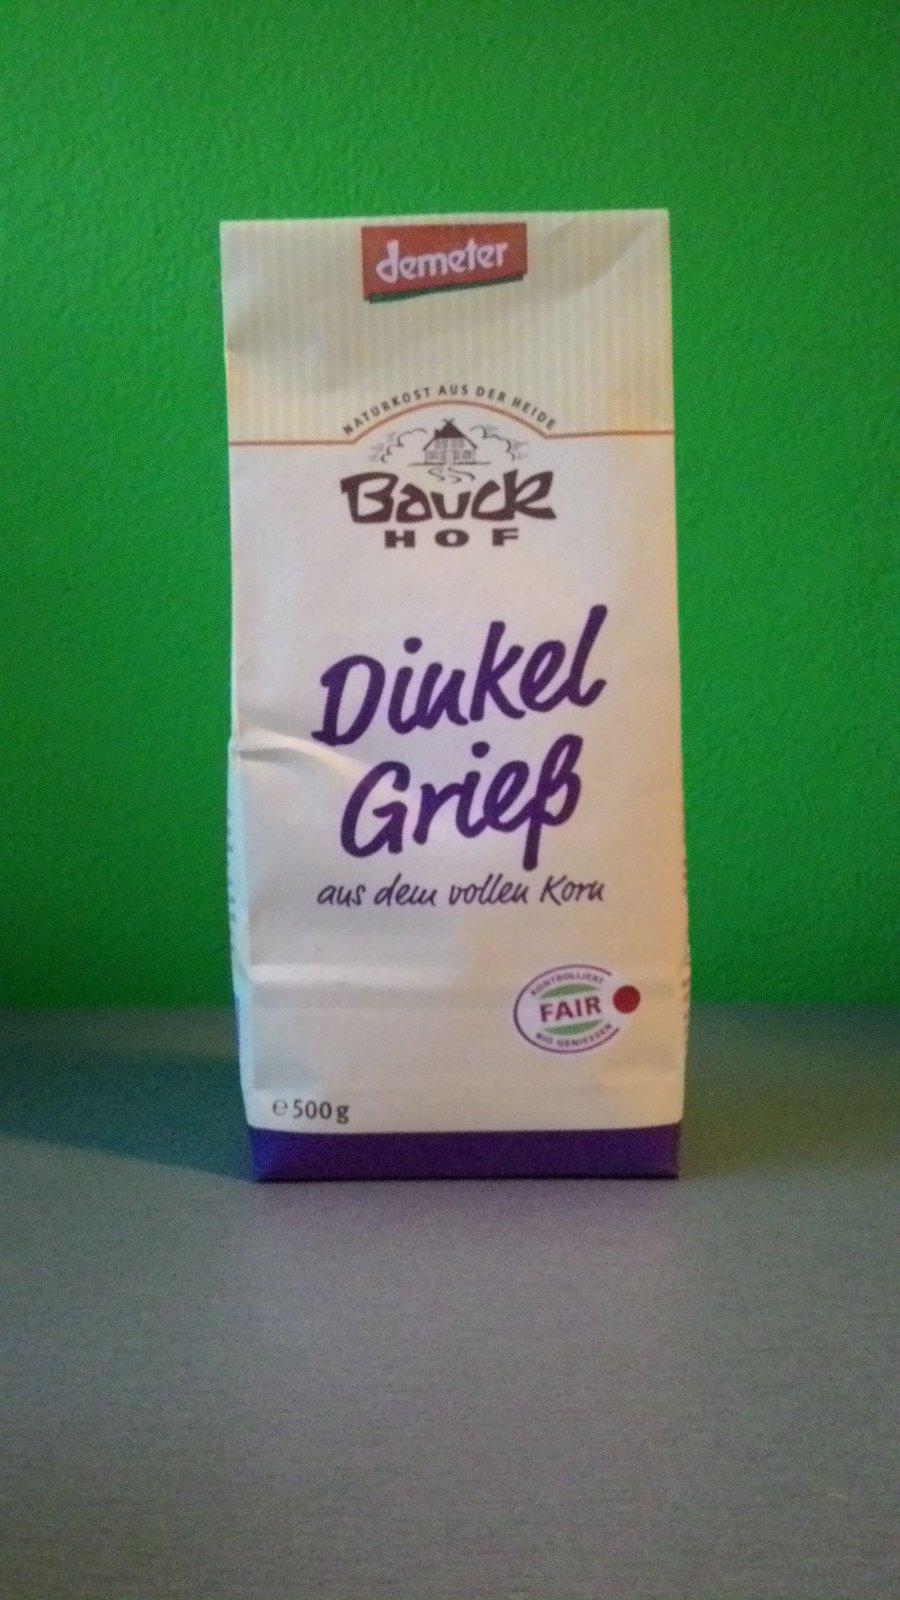 demeter
NATURKOST AUS DER HEIDE
Bauck
HOF
Dinkel
Grieß
aus dem vollen Korn
KONTROLLIERT
FAIR
BIO GENIESSEN
℮500g